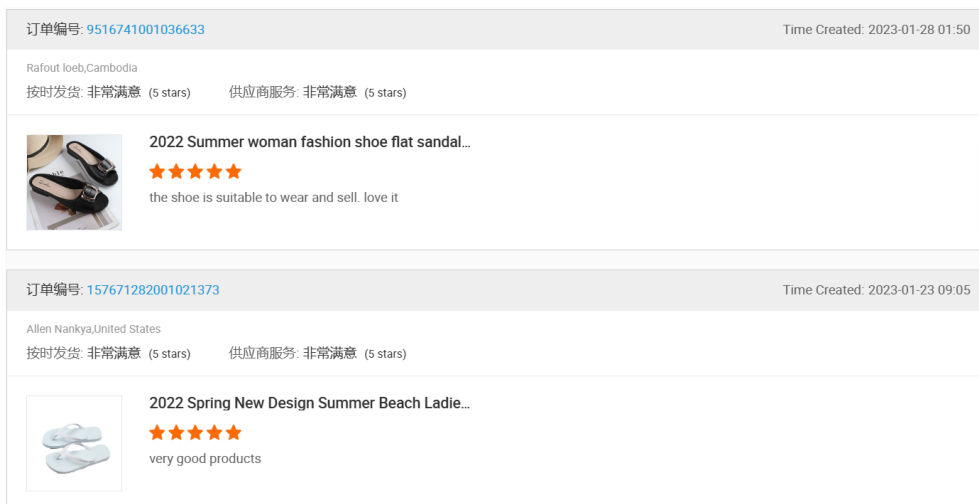 订单编号: 9516741001036633 Time Created: 2023-01-28 01:50
Rafout loeb,Cambodia
按时发货: 非常满意 (5 stars) 供应商服务: 非常满意 (5 stars)
2022 Summer woman fashion shoe flat sandal...
the shoe is suitable to wear and sell. love it
订单编号: 157671282001021373 Time Created: 2023-01-23 09:05
Allen Nankya,United States
按时发货: 非常满意 (5 stars) 供应商服务: 非常满意 (5 stars)
2022 Spring New Design Summer Beach Ladie...
very good products